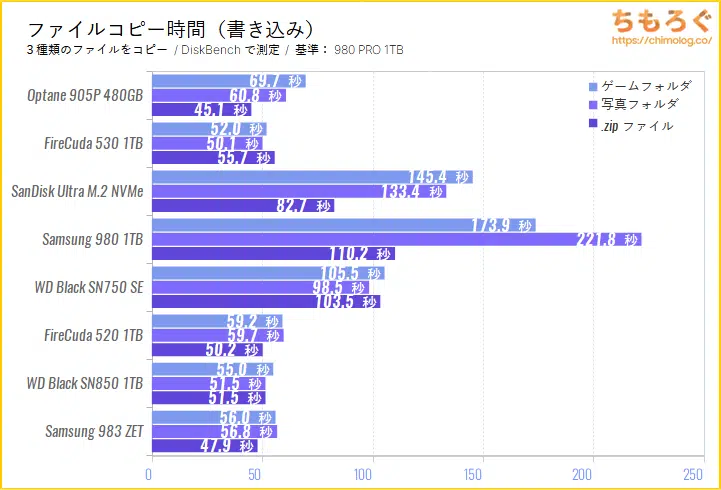 ファイルコピー時間（書き込み）
3種類のファイルをコピー / DiskBench で測定 / 基準： 980 PRO 1TB
ちもろぐ
https://chimolog.co/
ゲームフォルダ
写真フォルダ
.zip ファイル
Optane 905P 480GB
69.7 秒
60.8 秒
45.1 秒
FireCuda 530 1TB
52.0 秒
50.1 秒
55.7 秒
SanDisk Ultra M.2 NVMe
145.4 秒
133.4 秒
82.7 秒
Samsung 980 1TB
173.9 秒
221.8 秒
110.2 秒
WD Black SN750 SE
105.5 秒
98.5 秒
103.5 秒
FireCuda 520 1TB
59.2 秒
59.7 秒
50.2 秒
WD Black SN850 1TB
55.0 秒
51.5 秒
51.5 秒
Samsung 983 ZET
56.0 秒
56.8 秒
47.9 秒
0 50 100 150 200 250